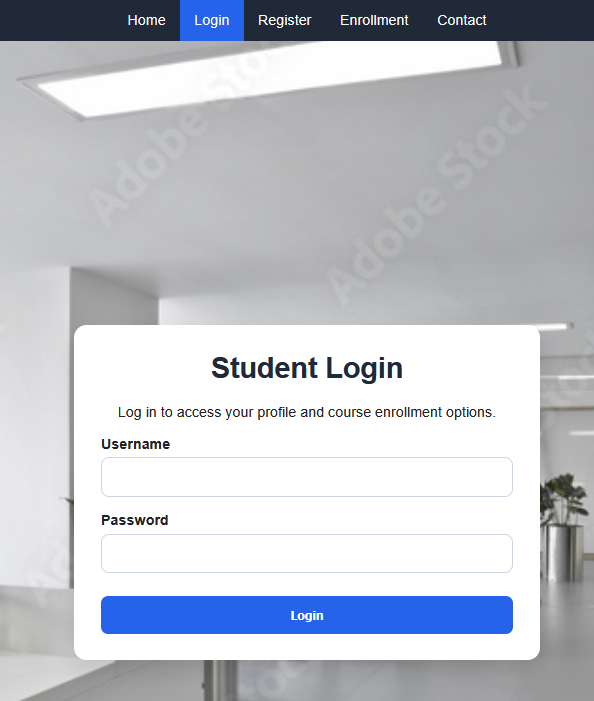 Home Login Register Enrollment Contact
Adobe Stock
Adobe Stock
Student Login
Log in to access your profile and course enrollment options.
Username
Password
Login